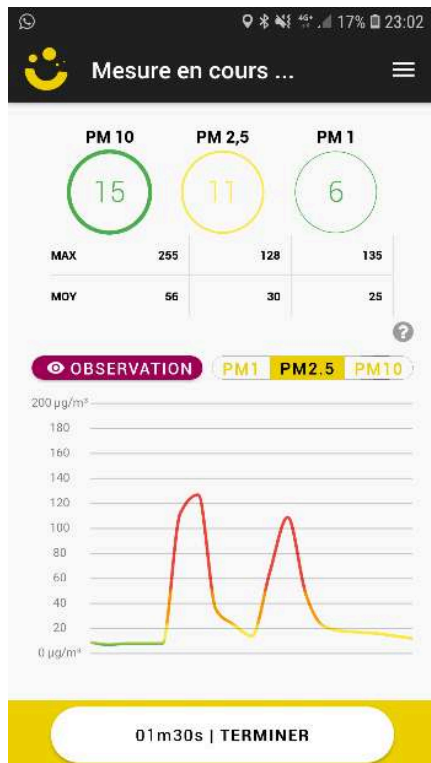 4G+ 17% 23:02
Mesure en cours ...
PM 10 PM 2,5 PM 1
15 11 6
MAX 255 128 135
MOY 56 30 25
?
OBSERVATION PM1 PM2.5 PM10
200 µg/m³
180
160
140
120
100
80
60
40
20
0 µg/m³
01m30s | TERMINER